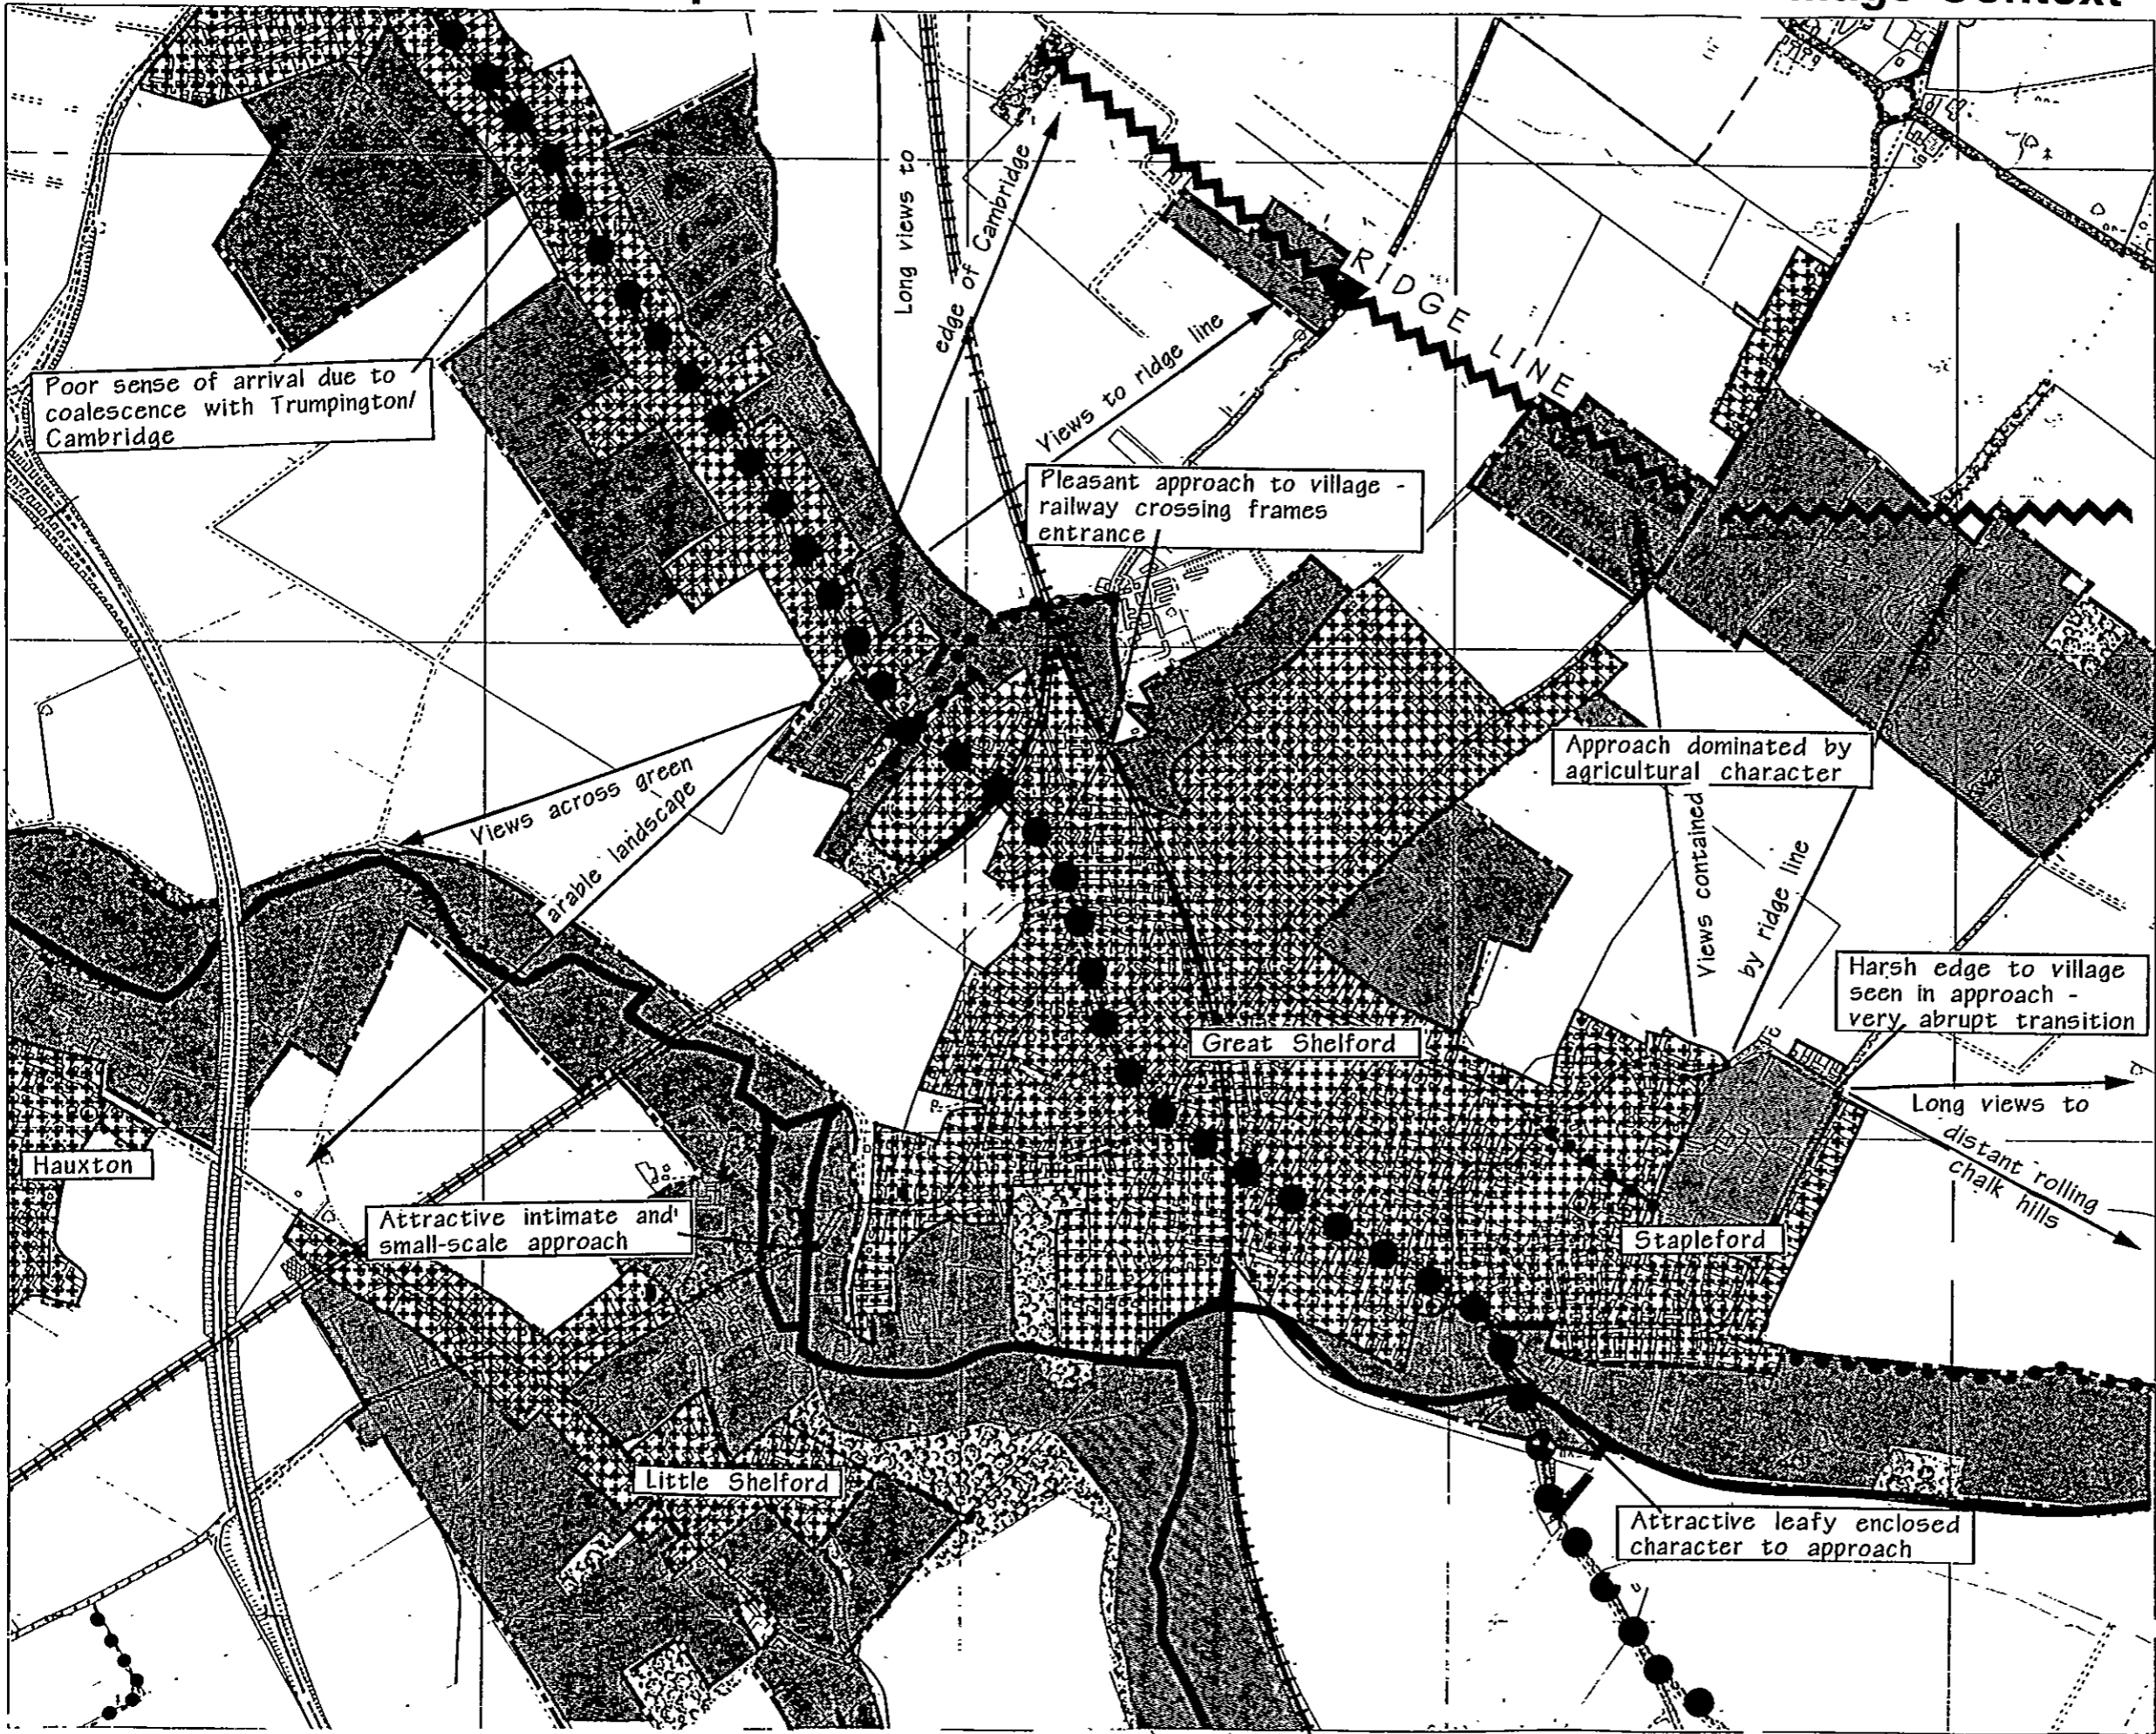 Context
Long views to
edge of Cambridge
RIDGE LINE
Views to ridge line
Poor sense of arrival due to
coalescence with Trumpington/
Cambridge
Pleasant approach to village -
railway crossing frames
entrance
Approach dominated by
agricultural character
Views across green
arable landscape
Views contained
by ridge line
Harsh edge to village
seen in approach -
very abrupt transition
Great Shelford
Long views to
distant rolling
chalk hills
Hauxton
Attractive intimate and
small-scale approach
Stapleford
Little Shelford
Attractive leafy enclosed
character to approach